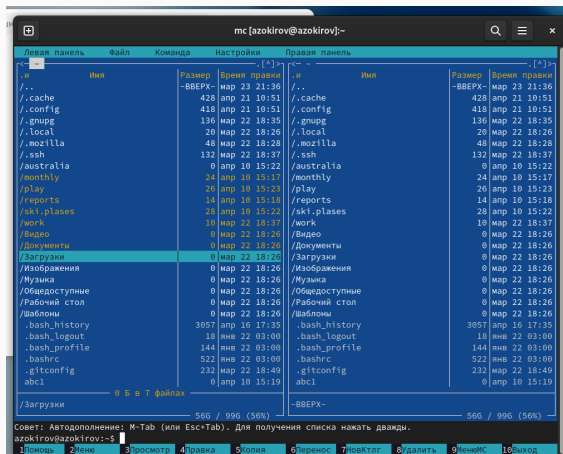 mc [azokirov@azokirov]:~
Левая панель Файл Команда Настройки Правая панель
<— ~ .[^]> <— ~ .[^]>
.и Имя Размер Время правки .и Имя Размер Время правки
/.. -ВВЕРХ- мар 23 21:36 /.. -ВВЕРХ- мар 23 21:36
/.cache 428 апр 21 10:51 /.cache 428 апр 21 10:51
/.config 418 апр 21 10:51 /.config 418 апр 21 10:51
/.gnupg 136 мар 22 18:35 /.gnupg 136 мар 22 18:35
/.local 20 мар 22 18:26 /.local 20 мар 22 18:26
/.mozilla 48 мар 22 18:28 /.mozilla 48 мар 22 18:28
/.ssh 132 мар 22 18:37 /.ssh 132 мар 22 18:37
/australia 0 апр 10 15:22 /australia 0 апр 10 15:22
/monthly 24 апр 10 15:17 /monthly 24 апр 10 15:17
/play 26 апр 10 15:23 /play 26 апр 10 15:23
/reports 14 апр 10 15:18 /reports 14 апр 10 15:18
/ski.plases 28 апр 10 15:22 /ski.plases 28 апр 10 15:22
/work 10 мар 22 18:37 /work 10 мар 22 18:37
/Видео 0 мар 22 18:26 /Видео 0 мар 22 18:26
/Документы 0 мар 22 18:26 /Документы 0 мар 22 18:26
/Загрузки 0 мар 22 18:26 /Загрузки 0 мар 22 18:26
/Изображения 0 мар 22 18:26 /Изображения 0 мар 22 18:26
/Музыка 0 мар 22 18:26 /Музыка 0 мар 22 18:26
/Общедоступные 0 мар 22 18:26 /Общедоступные 0 мар 22 18:26
/Рабочий стол 0 мар 22 18:26 /Рабочий стол 0 мар 22 18:26
/Шаблоны 0 мар 22 18:26 /Шаблоны 0 мар 22 18:26
.bash_history 3057 апр 16 17:35 .bash_history 3057 апр 16 17:35
.bash_logout 18 янв 22 03:00 .bash_logout 18 янв 22 03:00
.bash_profile 144 янв 22 03:00 .bash_profile 144 янв 22 03:00
.bashrc 522 янв 22 03:00 .bashrc 522 янв 22 03:00
.gitconfig 232 мар 22 18:49 .gitconfig 232 мар 22 18:49
abc1 0 апр 10 15:19 abc1 0 апр 10 15:19
0 Б в 7 файлах
/Загрузки -ВВЕРХ-
56G / 99G (56%) 56G / 99G (56%)
Совет: Автодополнение: M-Tab (или Esc+Tab). Для получения списка нажать дважды.
azokirov@azokirov:~$
1Помощь 2Меню 3Просмотр 4Правка 5Копия 6Перенос 7НовКтлг 8Удалить 9МенюMC 10Выход